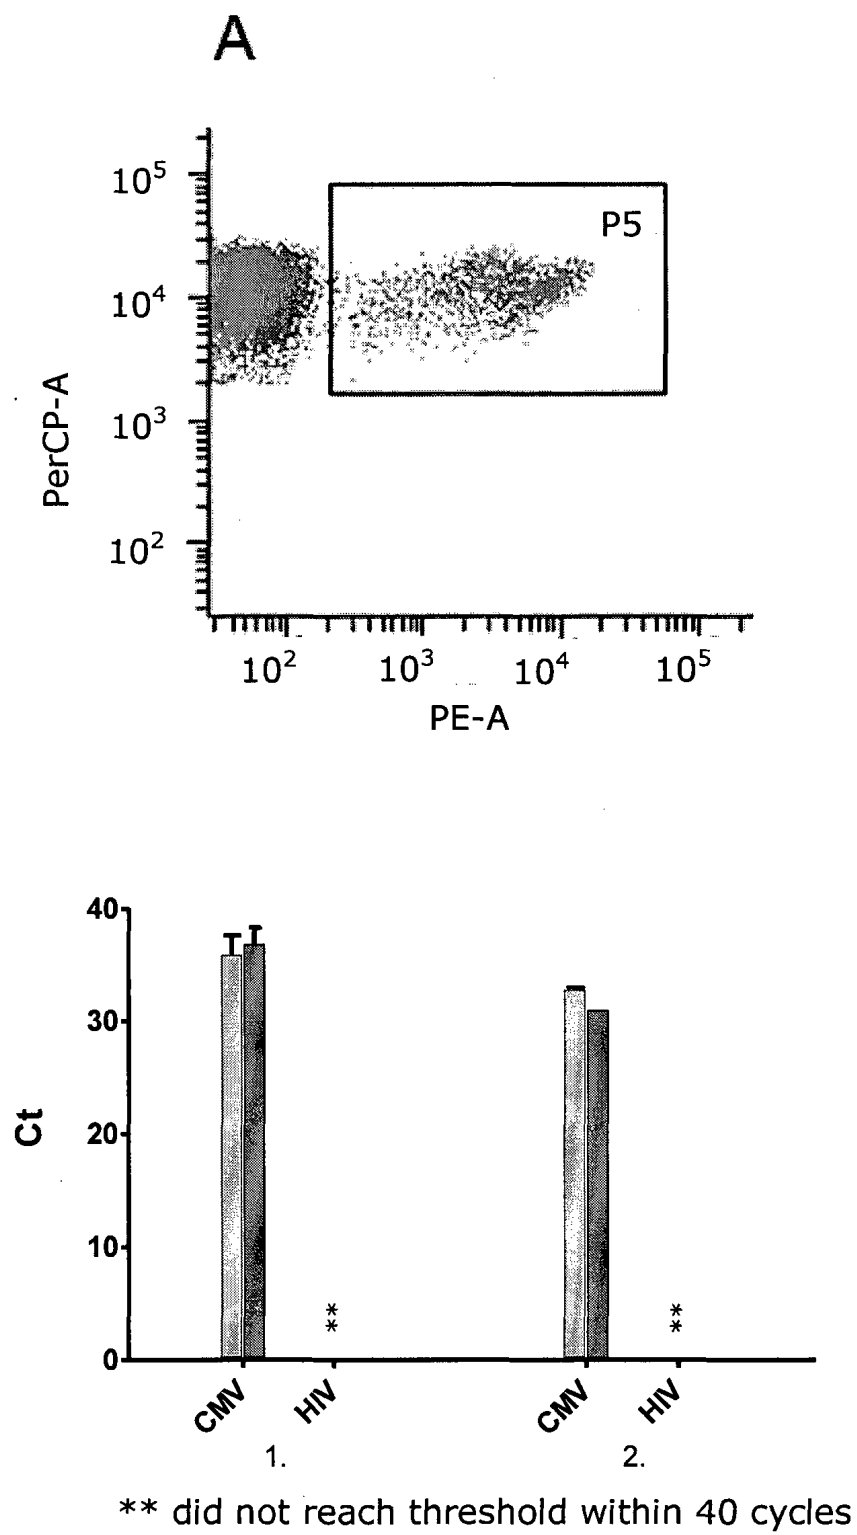 A
10⁵
P5
10⁴
10³
10²
PerCP-A
10² 10³ 10⁴ 10⁵
PE-A
40
30
20
10
0
Ct
CMV HIV CMV HIV
** **
1. 2.
** did not reach threshold within 40 cycles